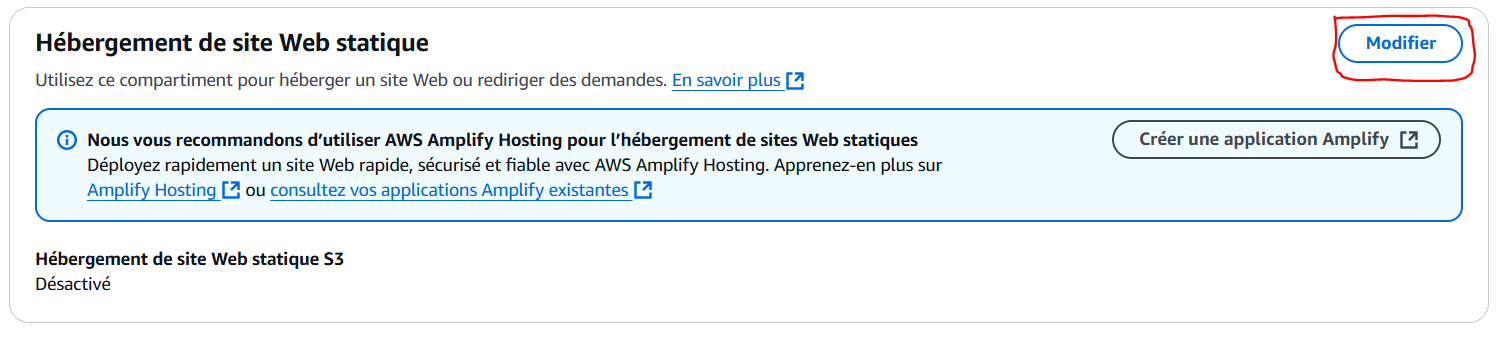 Hébergement de site Web statique
Modifier
Utilisez ce compartiment pour héberger un site Web ou rediriger des demandes. En savoir plus
Nous vous recommandons d’utiliser AWS Amplify Hosting pour l’hébergement de sites Web statiques
Créer une application Amplify
Déployez rapidement un site Web rapide, sécurisé et fiable avec AWS Amplify Hosting. Apprenez-en plus sur
Amplify Hosting ou consultez vos applications Amplify existantes
Hébergement de site Web statique S3
Désactivé